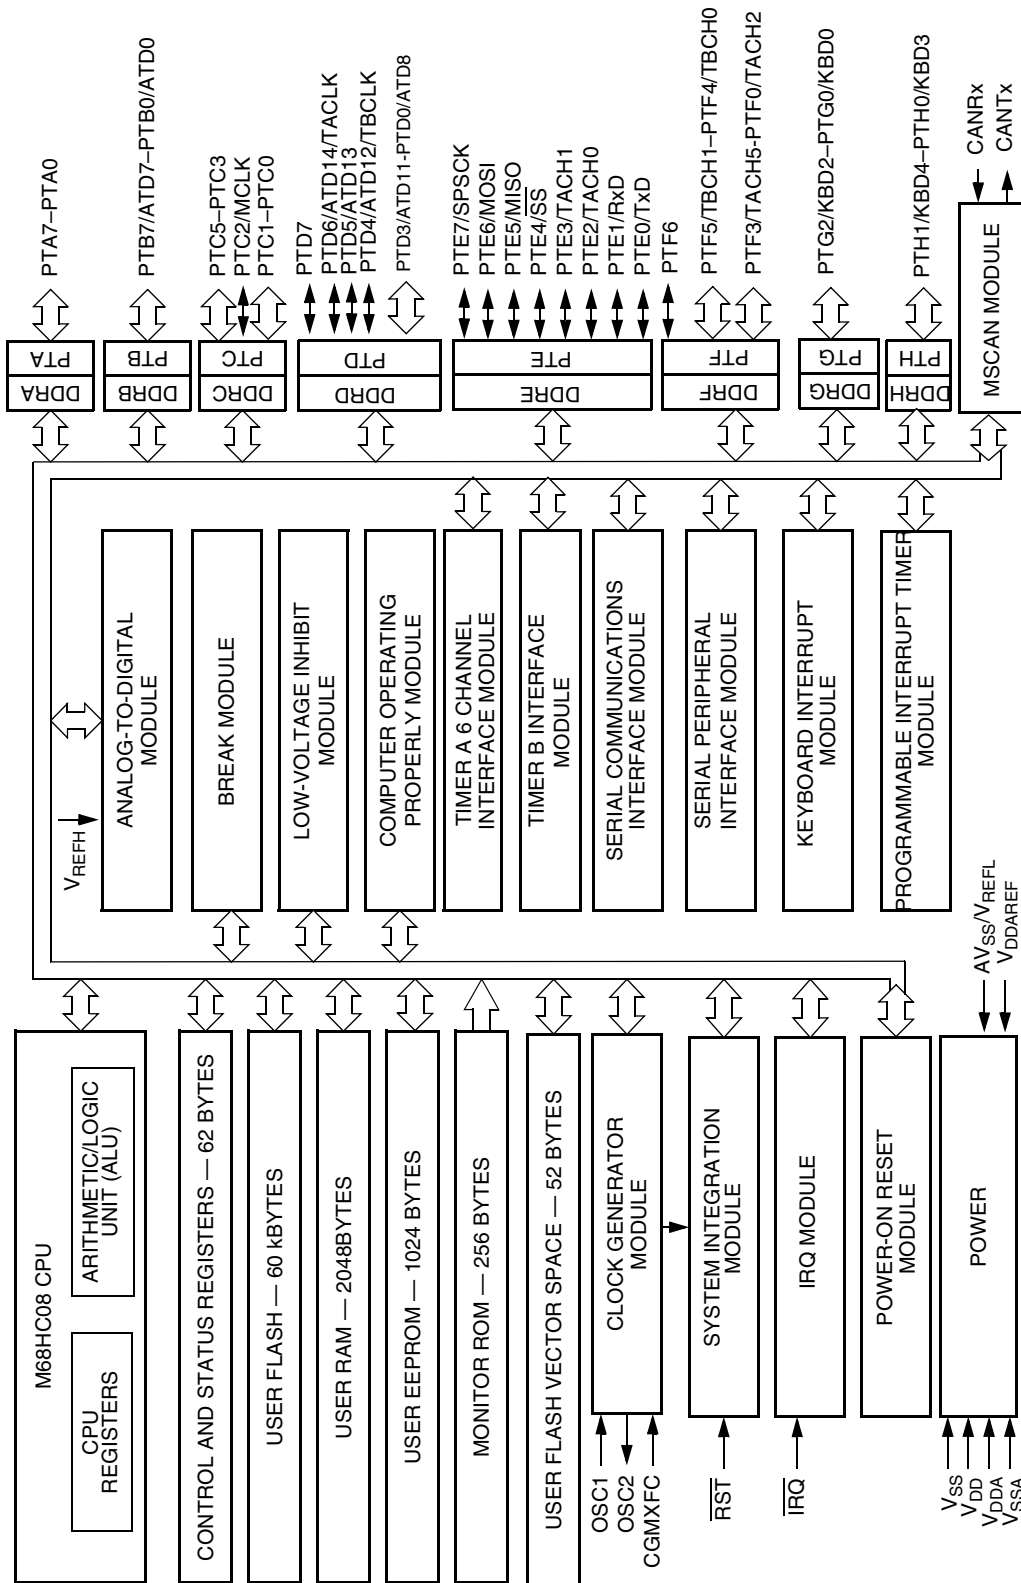 M68HC08 CPU
CPU
REGISTERS
ARITHMETIC/LOGIC
UNIT (ALU)
CONTROL AND STATUS REGISTERS — 62 BYTES
USER FLASH — 60 kBYTES
USER RAM — 2048BYTES
USER EEPROM — 1024 BYTES
MONITOR ROM — 256 BYTES
USER FLASH VECTOR SPACE — 52 BYTES
OSC1
OSC2
CGMXFC
CLOCK GENERATOR
MODULE
RST
SYSTEM INTEGRATION
MODULE
IRQ
IRQ MODULE
POWER-ON RESET
MODULE
VSS
VDD
VDDA
VSSA
POWER
AVSS/VREFL
VDDAREF
VREFH
ANALOG-TO-DIGITAL
MODULE
BREAK MODULE
LOW-VOLTAGE INHIBIT
MODULE
COMPUTER OPERATING
PROPERLY MODULE
TIMER A 6 CHANNEL
INTERFACE MODULE
TIMER B INTERFACE
MODULE
SERIAL COMMUNICATIONS
INTERFACE MODULE
SERIAL PERIPHERAL
INTERFACE MODULE
KEYBOARD INTERRUPT
MODULE
PROGRAMMABLE INTERRUPT TIMER
MODULE
DDRA
PTA
PTA7–PTA0
DDRB
PTB
PTB7/ATD7–PTB0/ATD0
DDRC
PTC
PTC5–PTC3
PTC2/MCLK
PTC1–PTC0
DDRD
PTD
PTD7
PTD6/ATD14/TACLK
PTD5/ATD13
PTD4/ATD12/TBCLK
PTD3/ATD11-PTD0/ATD8
DDRE
PTE
PTE7/SPSCK
PTE6/MOSI
PTE5/MISO
PTE4/SS
PTE3/TACH1
PTE2/TACH0
PTE1/RxD
PTE0/TxD
DDRF
PTF
PTF6
PTF5/TBCH1–PTF4/TBCH0
PTF3/TACH5-PTF0/TACH2
DDRG
PTG
PTG2/KBD2–PTG0/KBD0
DDRH
PTH
PTH1/KBD4–PTH0/KBD3
MSCAN MODULE
CANRx
CANTx